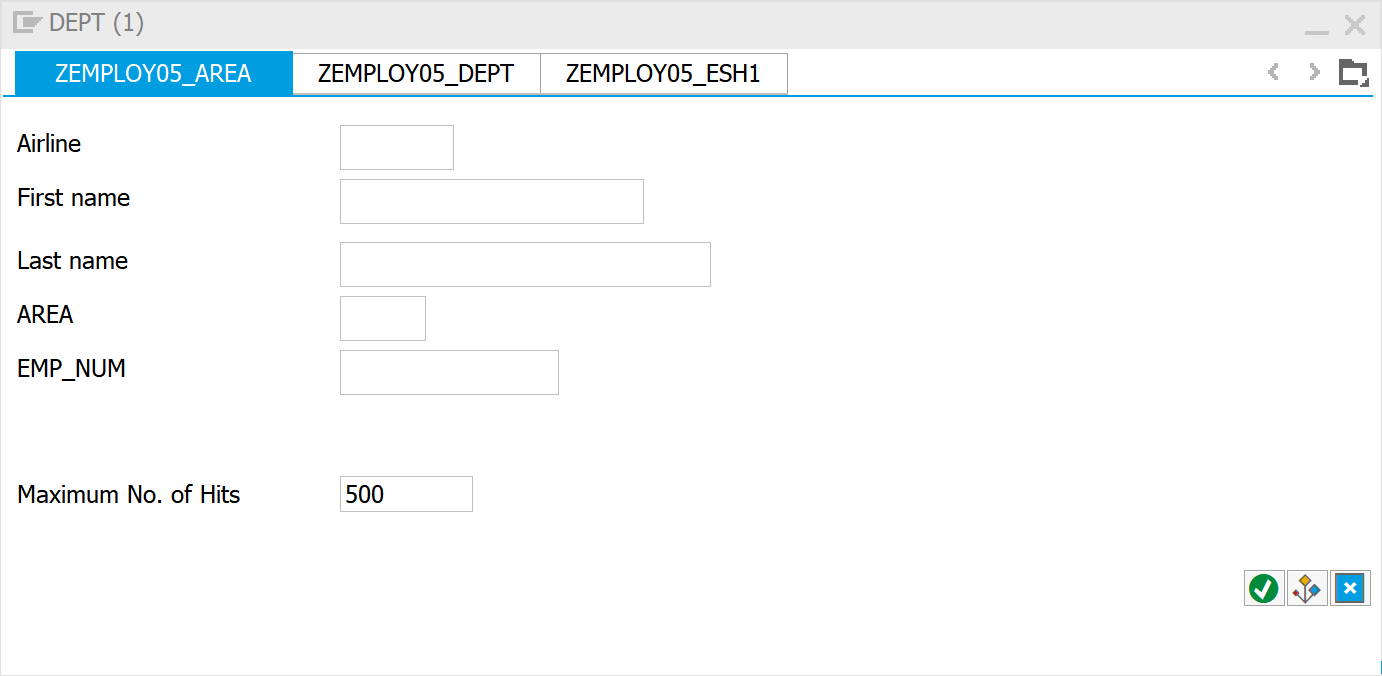 DEPT (1)
ZEMPLOY05_AREA ZEMPLOY05_DEPT ZEMPLOY05_ESH1
Airline
First name
Last name
AREA
EMP_NUM
Maximum No. of Hits 500